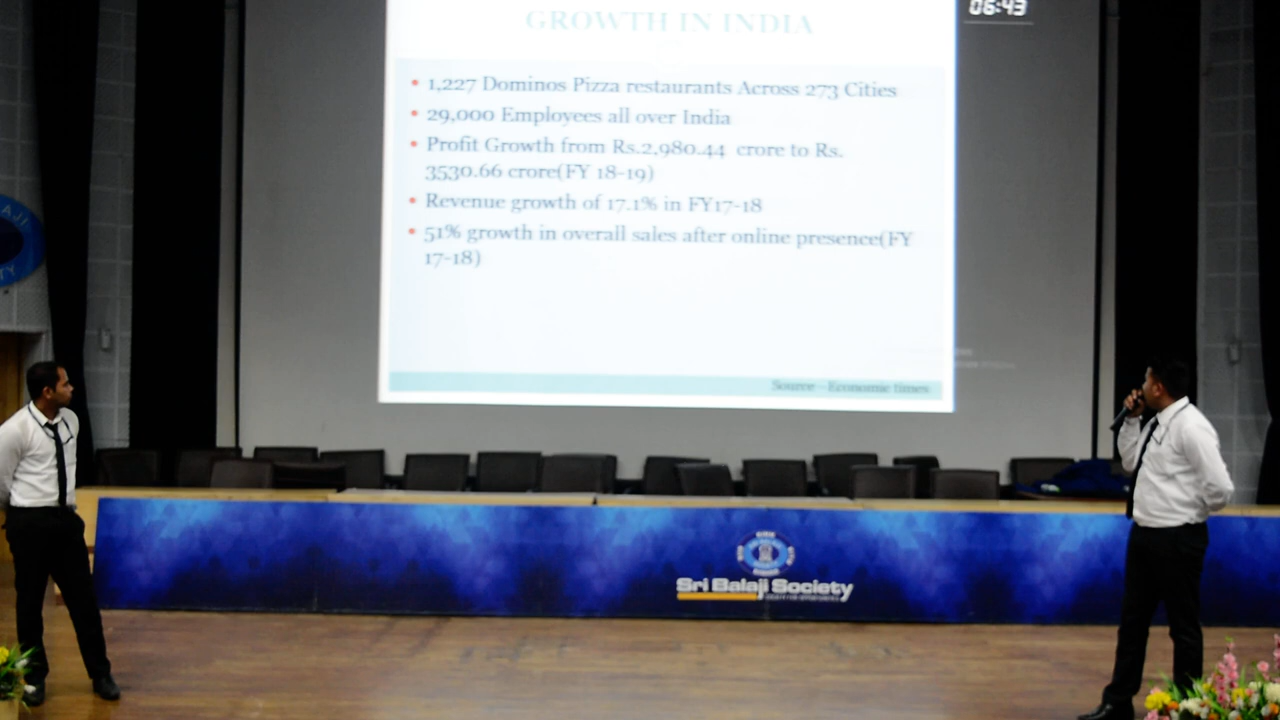 GROWTH IN INDIA
06:43
• 1,227 Dominos Pizza restaurants Across 273 Cities
• 29,000 Employees all over India
• Profit Growth from Rs.2,980.44 crore to Rs.
3530.66 crore(FY 18-19)
• Revenue growth of 17.1% in FY17-18
• 51% growth in overall sales after online presence(FY
17-18)
Source - Economic times
AJI
TY
Sri Balaji Society